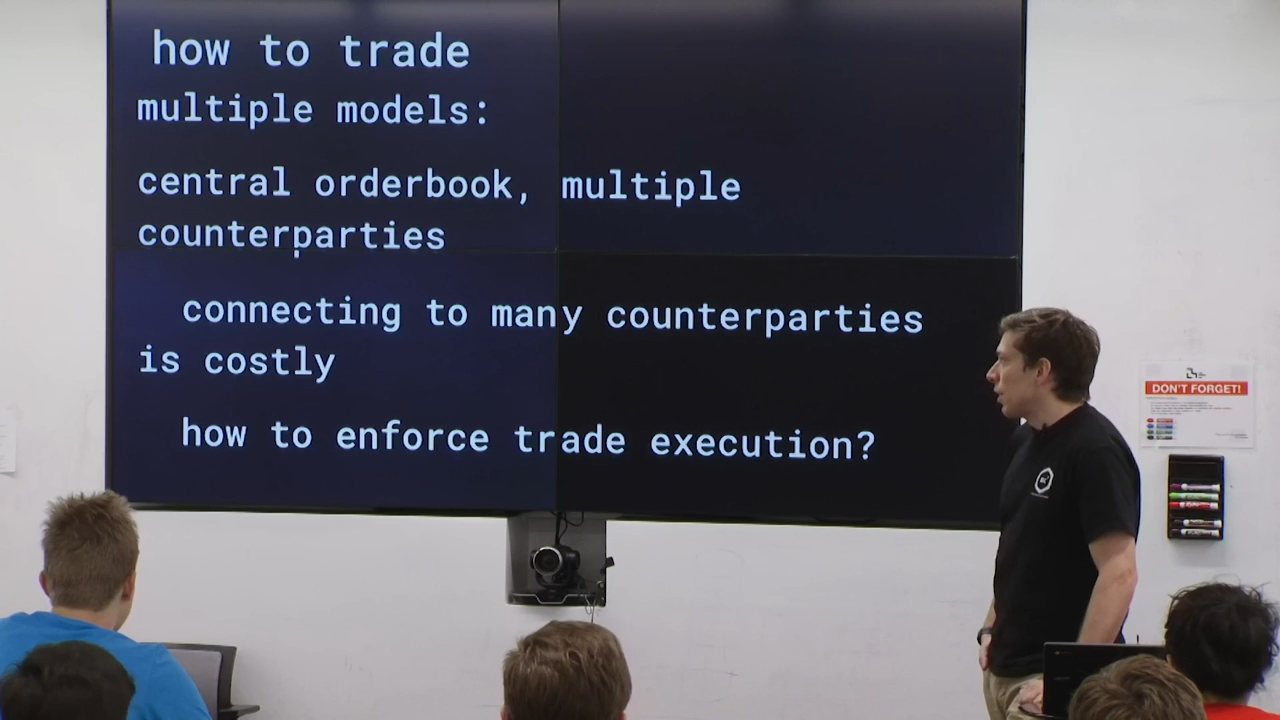 how to trade
multiple models:
central orderbook, multiple
counterparties
connecting to many counterparties
is costly
how to enforce trade execution?
DON'T FORGET!